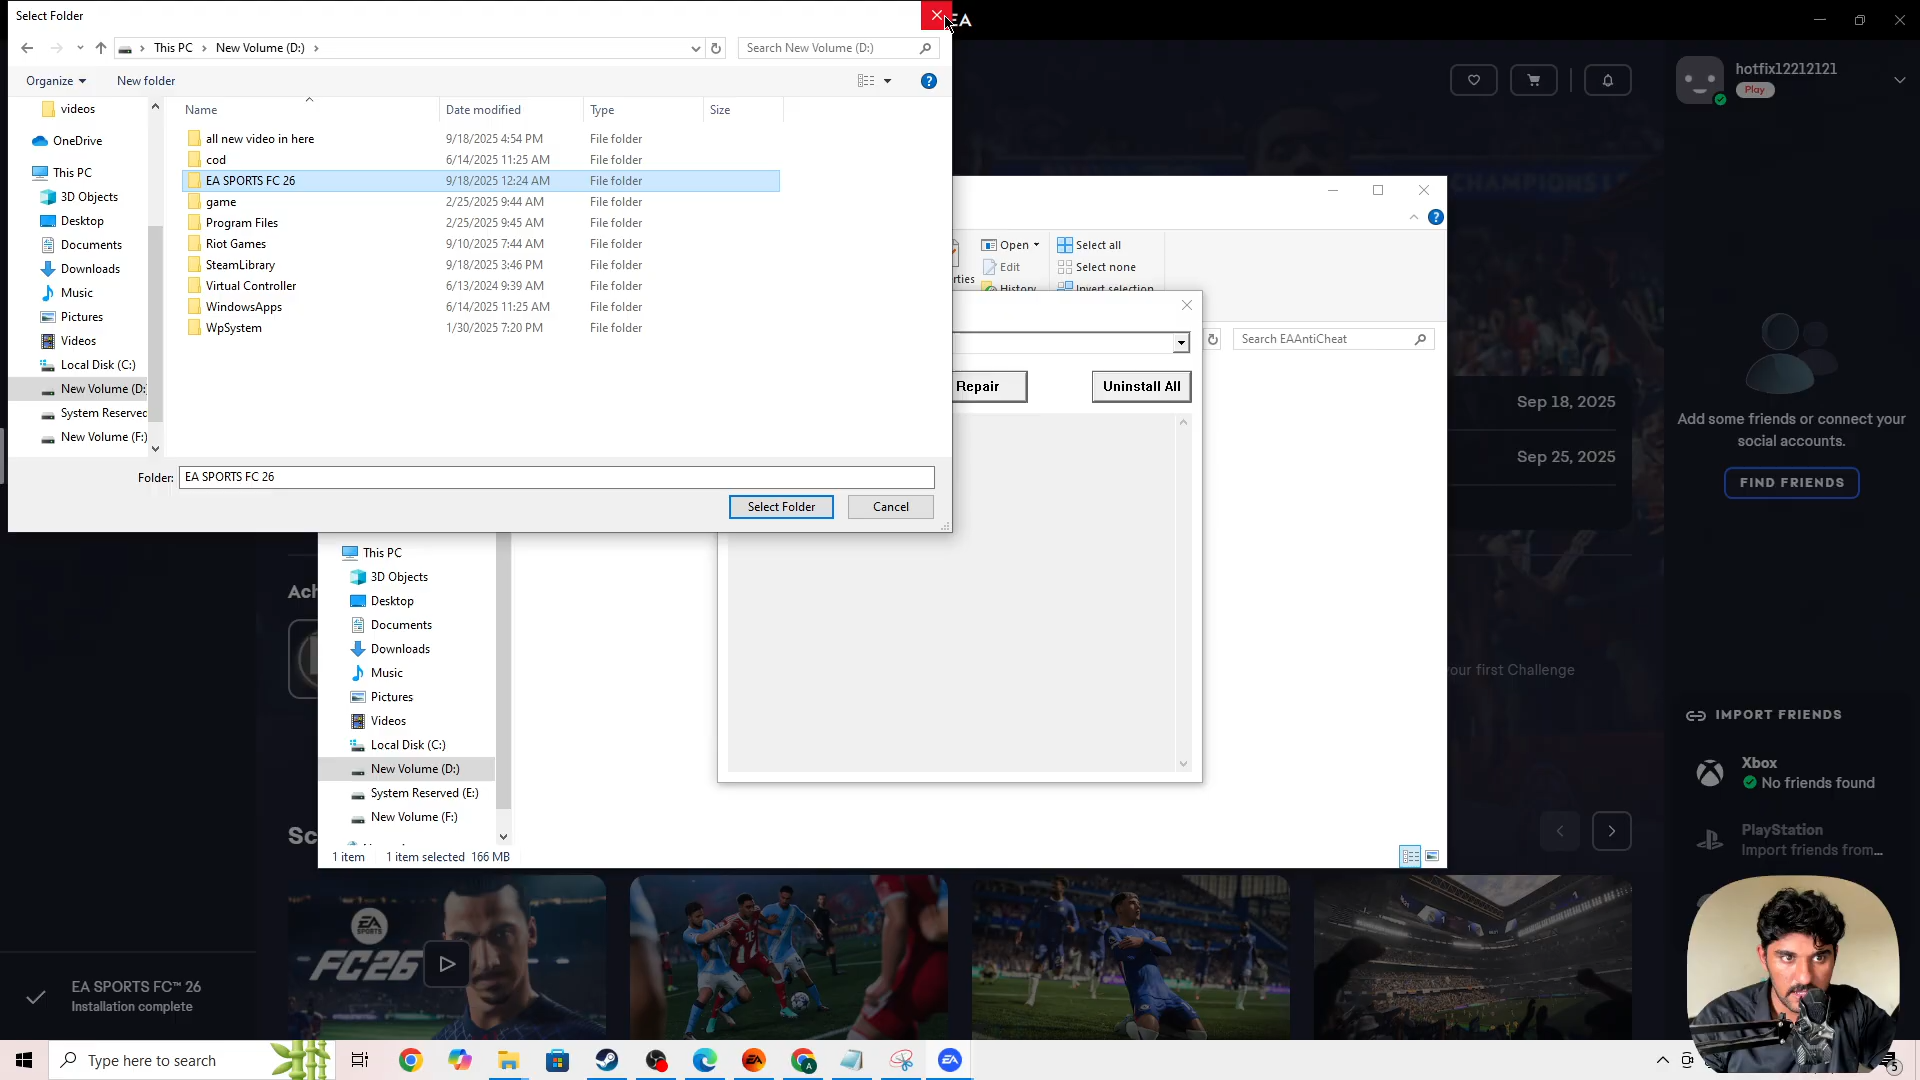 Select Folder
EA
This PC
New Volume (D:)
Search New Volume (D:)
Organize
New folder
Name
Date modified
Type
Size
videos
OneDrive
This PC
3D Objects
Desktop
Documents
Downloads
Music
Pictures
Videos
Local Disk (C:)
New Volume (D:
System Reserved
New Volume (F:)
all new video in here 9/18/2025 4:54 PM File folder
cod 6/14/2025 11:25 AM File folder
EA SPORTS FC 26 9/18/2025 12:24 AM File folder
game 2/25/2025 9:44 AM File folder
Program Files 2/25/2025 9:45 AM File folder
Riot Games 9/10/2025 7:44 AM File folder
SteamLibrary 9/18/2025 3:46 PM File folder
Virtual Controller 6/13/2024 9:39 AM File folder
WindowsApps 6/14/2025 11:25 AM File folder
WpSystem 1/30/2025 7:20 PM File folder
Folder: EA SPORTS FC 26
Select Folder
Cancel
hotfix12212121
Play
CHAMPIONS
Open
Edit
History
rties
Select all
Select none
Invert selection
Search EAAntiCheat
Repair
Uninstall All
Sep 18, 2025
Sep 25, 2025
Add some friends or connect your
social accounts.
FIND FRIENDS
This PC
3D Objects
Desktop
Documents
Downloads
Music
Pictures
Videos
Local Disk (C:)
New Volume (D:)
System Reserved (E:)
New Volume (F:)
1 item
1 item selected 166 MB
Ach
our first Challenge
Sc
IMPORT FRIENDS
Xbox
No friends found
PlayStation
Import friends from...
EA SPORTS FC™ 26
Installation complete
EA
SPORTS
FC26
Type here to search
EA
A
EA
5